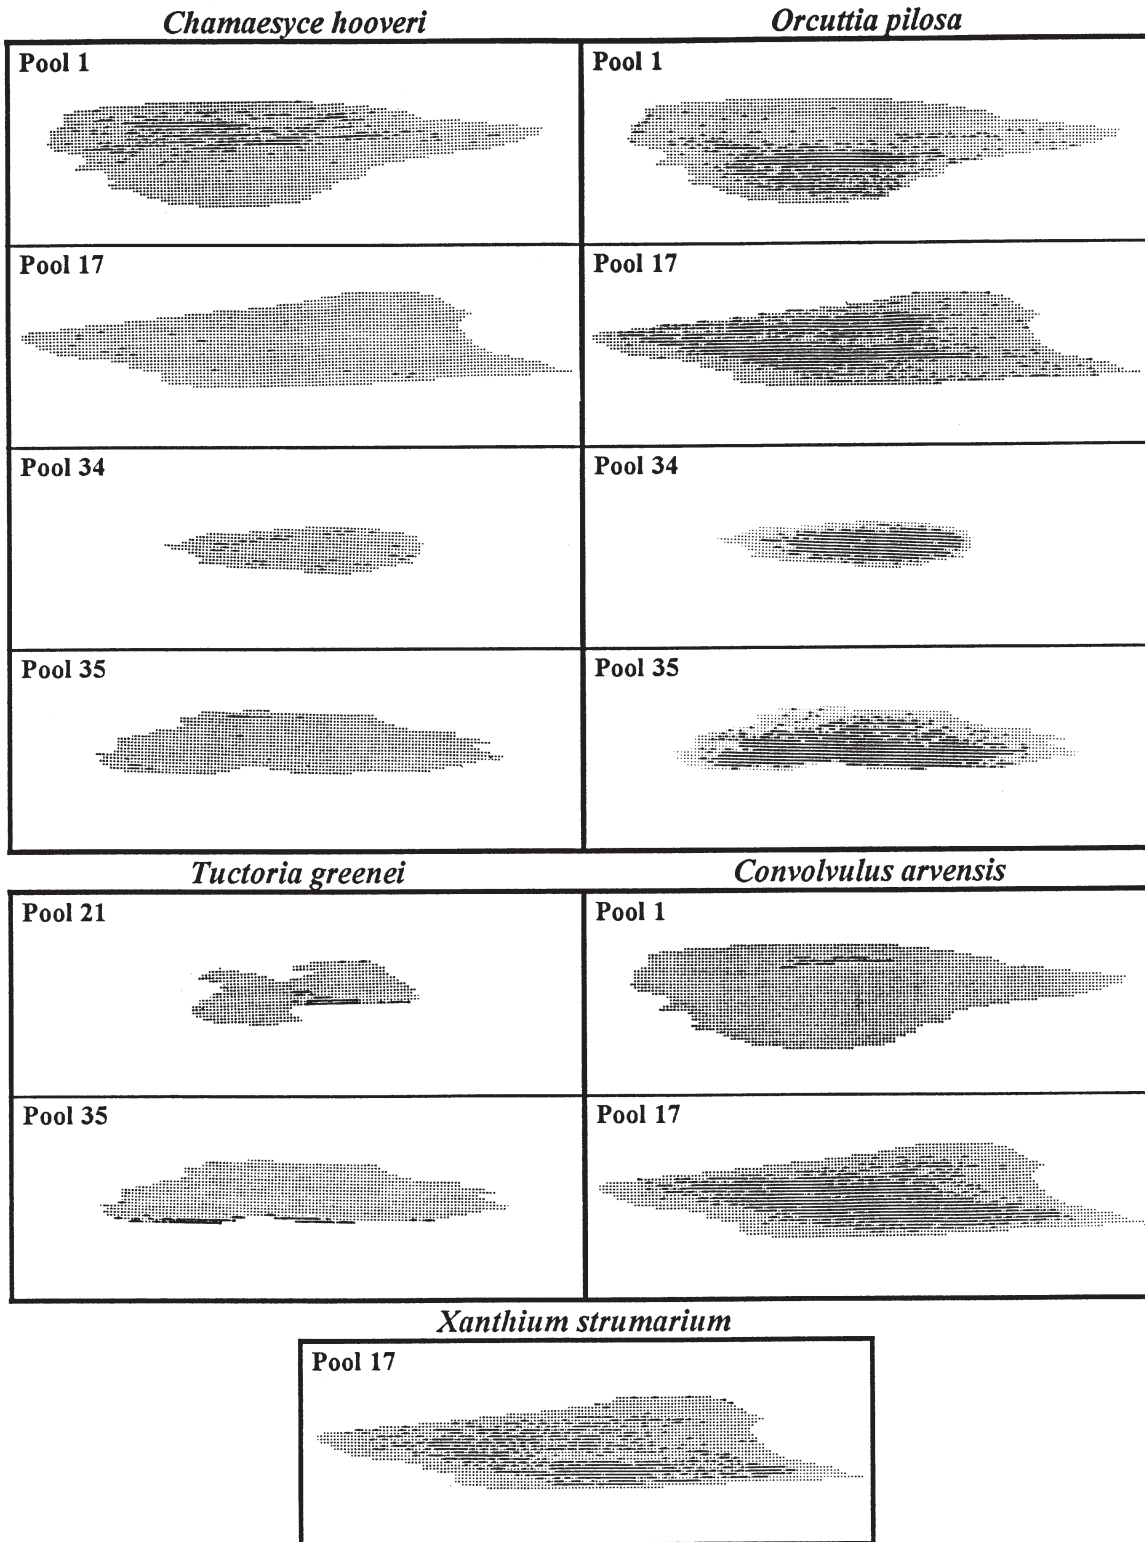 Chamaesyce hooveri
Orcuttia pilosa
Pool 1
Pool 1
Pool 17
Pool 17
Pool 34
Pool 34
Pool 35
Pool 35
Tuctoria greenei
Convolvulus arvensis
Pool 21
Pool 1
Pool 35
Pool 17
Xanthium strumarium
Pool 17